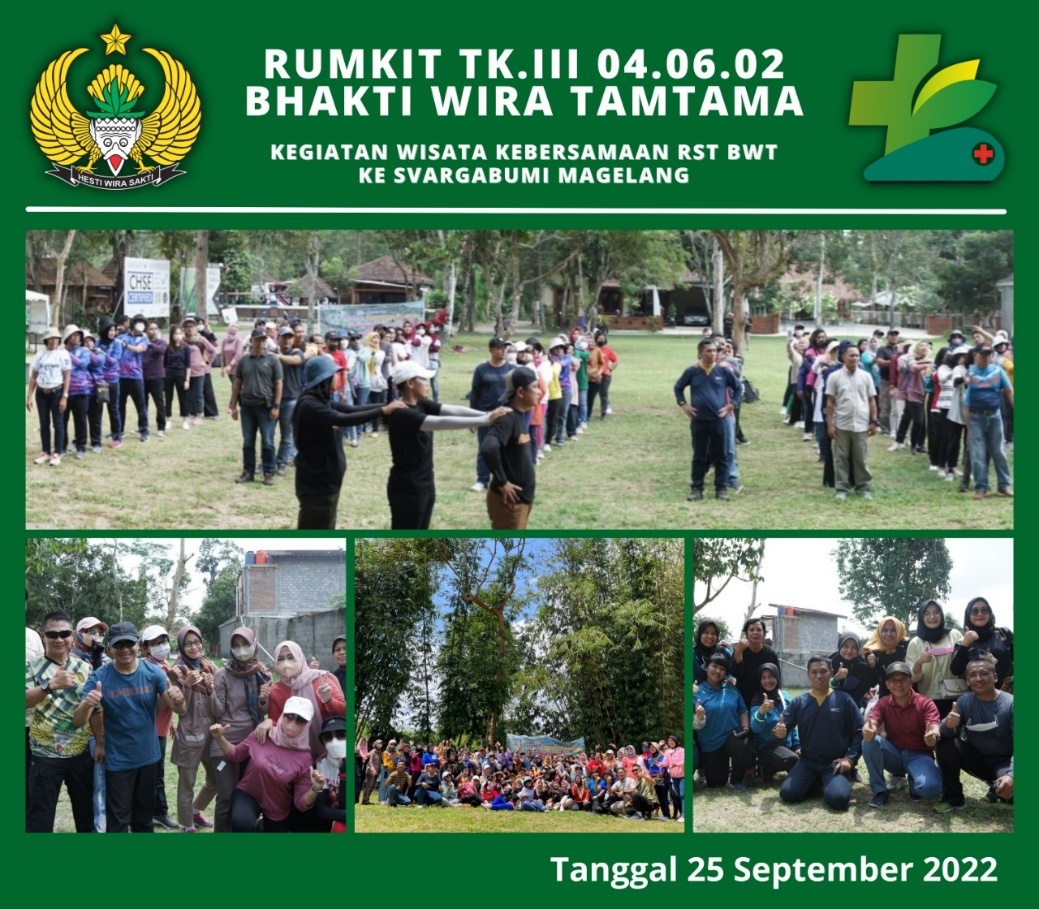 RUMKIT TK.III 04.06.02
BHAKTI WIRA TAMTAMA
KEGIATAN WISATA KEBERSAMAAN RST BWT
KE SVARGABUMI MAGELANG
HESTI WIRA SAKTI
CHSE
CERTIFIED
Tanggal 25 September 2022